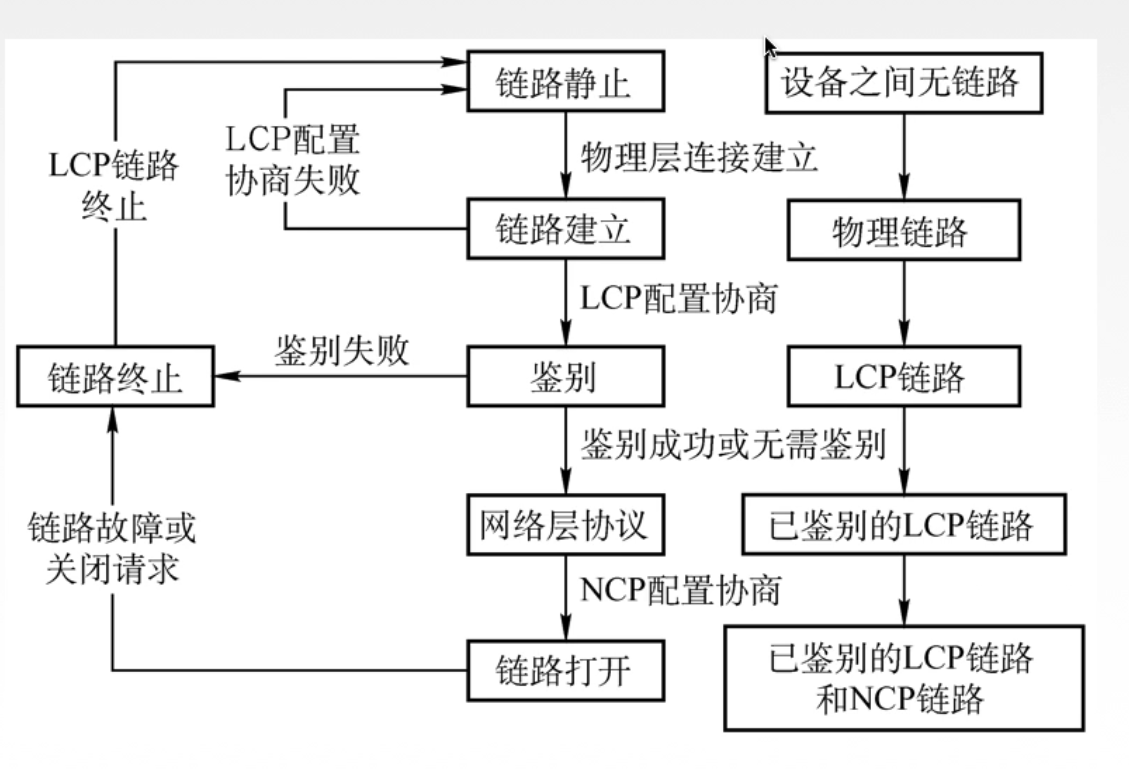 链路静止
设备之间无链路
LCP配置
协商失败
LCP链路
终止
物理层连接建立
链路建立
物理链路
LCP配置协商
鉴别失败
链路终止
鉴别
LCP链路
鉴别成功或无需鉴别
链路故障或
关闭请求
网络层协议
已鉴别的LCP链路
NCP配置协商
链路打开
已鉴别的LCP链路
和NCP链路